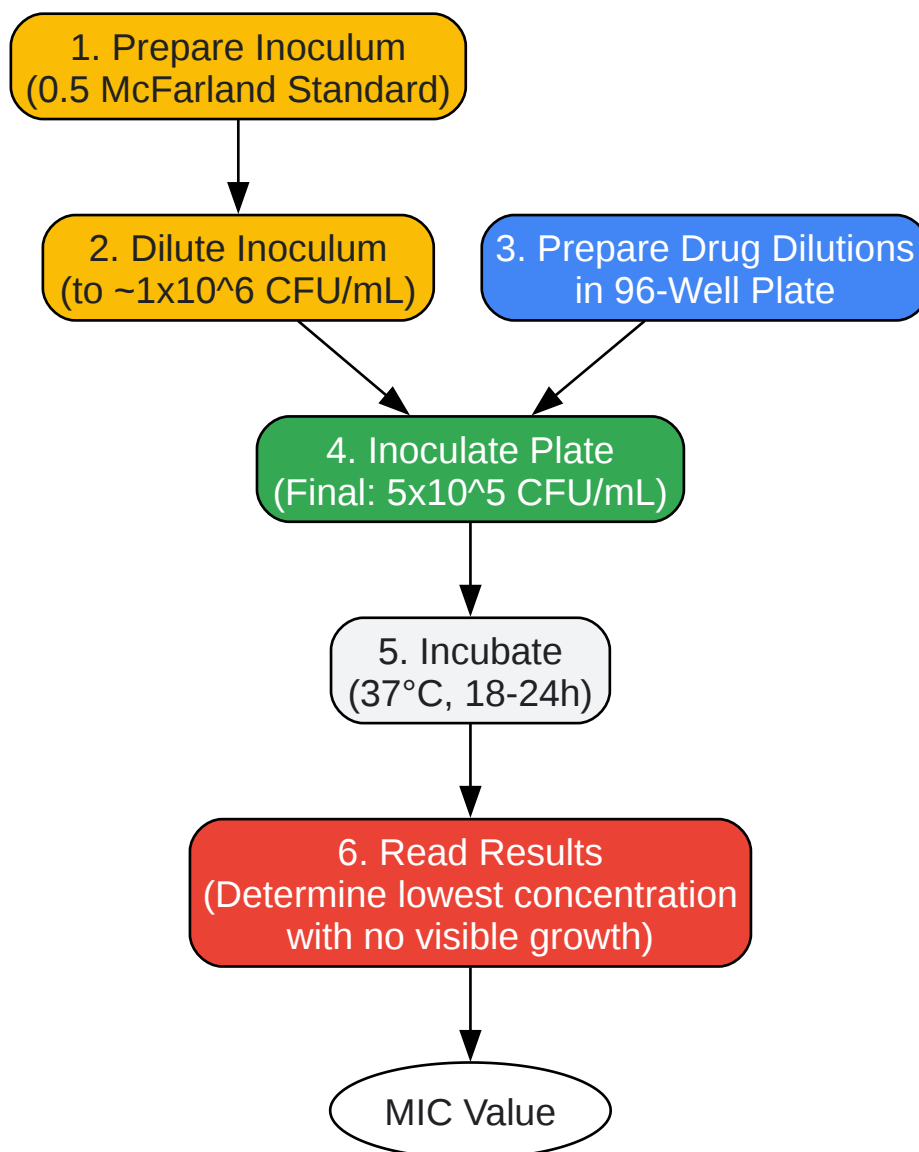 1. Prepare Inoculum
(0.5 McFarland Standard)
2. Dilute Inoculum
(to ~1x10^6 CFU/mL)
3. Prepare Drug Dilutions
in 96-Well Plate
4. Inoculate Plate
(Final: 5x10^5 CFU/mL)
5. Incubate
(37°C, 18-24h)
6. Read Results
(Determine lowest concentration
with no visible growth)
MIC Value